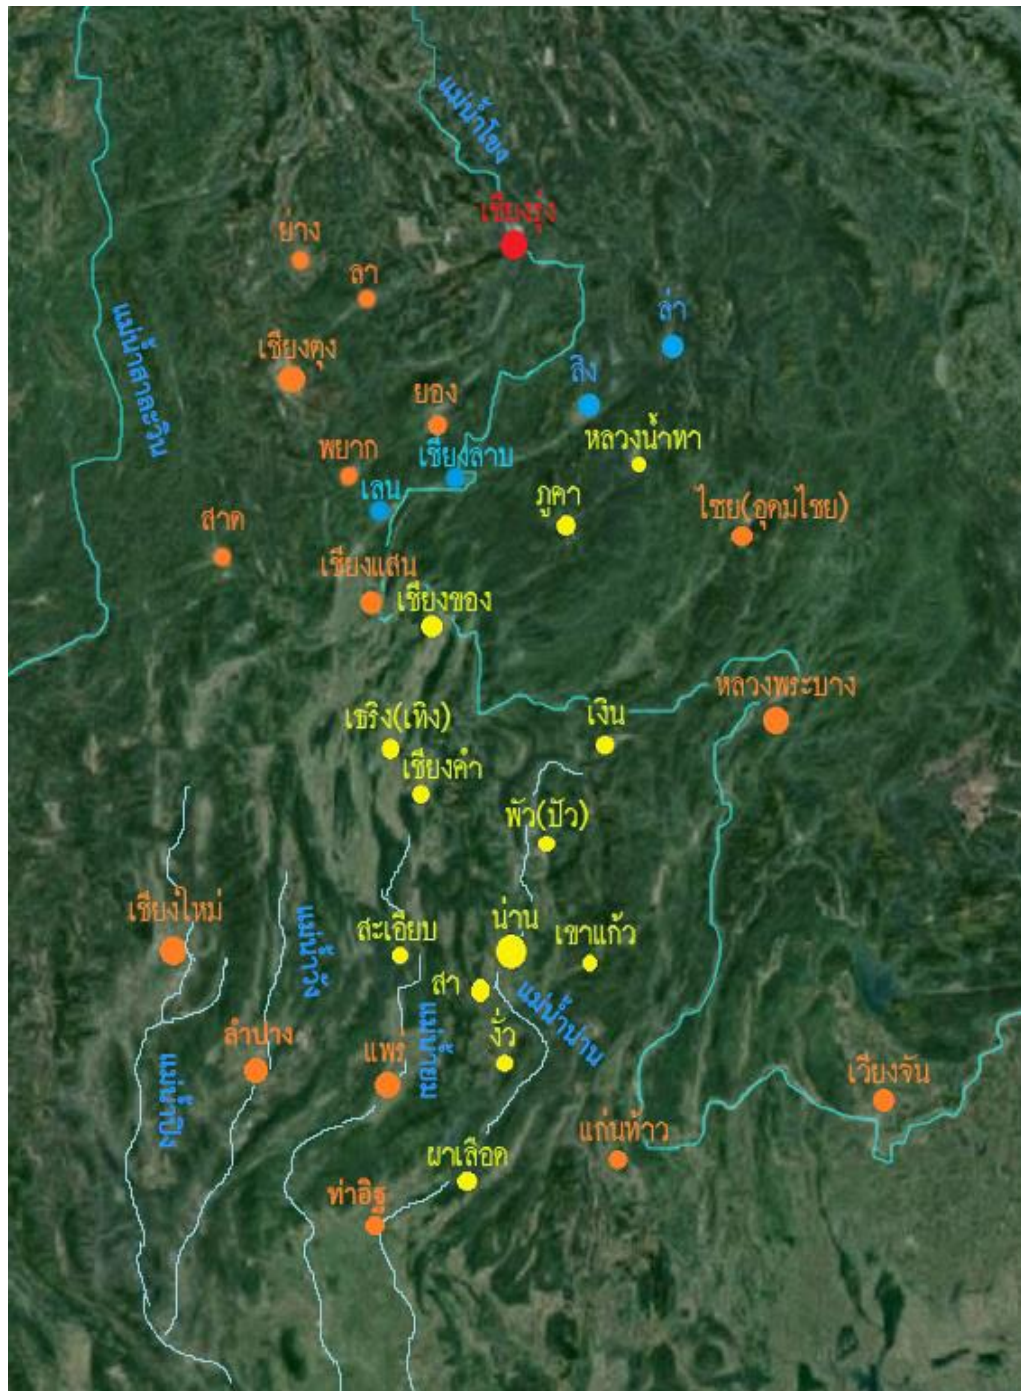 แม่น้ำโขง
เชียงรุ่ง
ย่าง
ลา
แม่น้ำสาละวิน
ล่า
เชียงตุง
สิง
ยอง
หลวงน้ำทา
พยาก
เชียงลาบ
เลน
ภูคา
ไชย(อุดมไชย)
สาด
เชียงแสน
เชียงของ
หลวงพระบาง
เชริง(เทิง)
เงิน
เชียงคำ
พัว(ปัว)
เชียงใหม่
แม่น้ำวัง
สะเอียบ
น่าน
เขาแก้ว
สา
แม่น้ำน่าน
ลำปาง
แพร่
แม่น้ำยม
งั่ว
แม่น้ำปิง
เวียงจัน
แก่นท้าว
ผาเลือด
ท่าอิฐ